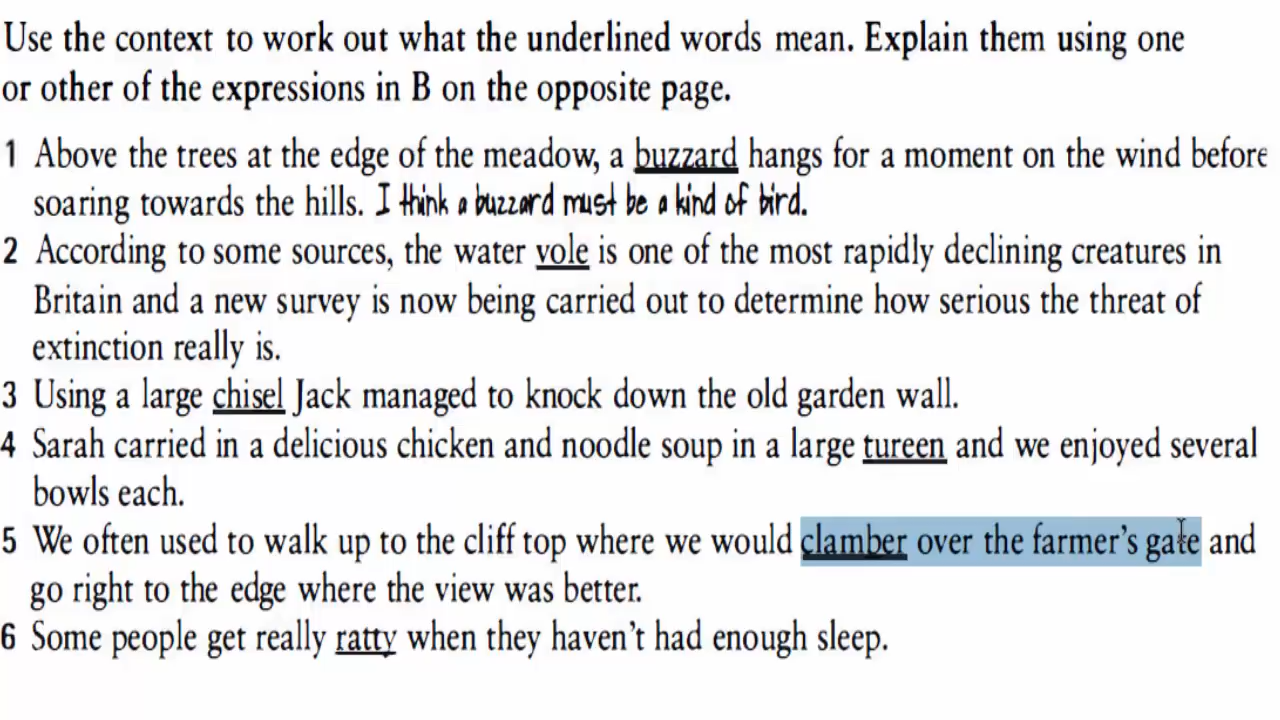 Use the context to work out what the underlined words mean. Explain them using one
or other of the expressions in B on the opposite page.
1 Above the trees at the edge of the meadow, a buzzard hangs for a moment on the wind before
soaring towards the hills. I think a buzzard must be a kind of bird.
2 According to some sources, the water vole is one of the most rapidly declining creatures in
Britain and a new survey is now being carried out to determine how serious the threat of
extinction really is.
3 Using a large chisel Jack managed to knock down the old garden wall.
4 Sarah carried in a delicious chicken and noodle soup in a large tureen and we enjoyed several
bowls each.
5 We often used to walk up to the cliff top where we would clamber over the farmer's gate and
go right to the edge where the view was better.
6 Some people get really ratty when they haven't had enough sleep.